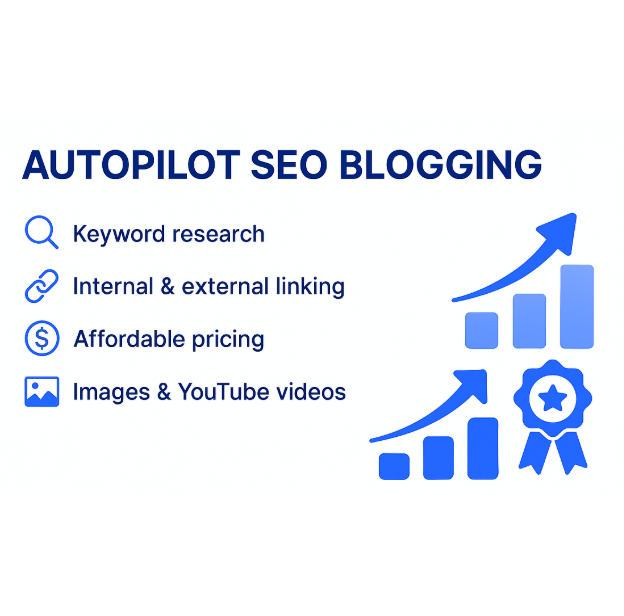 AUTOPILOT SEO BLOGGING
Keyword research
Internal & external linking
Affordable pricing
Images & YouTube videos